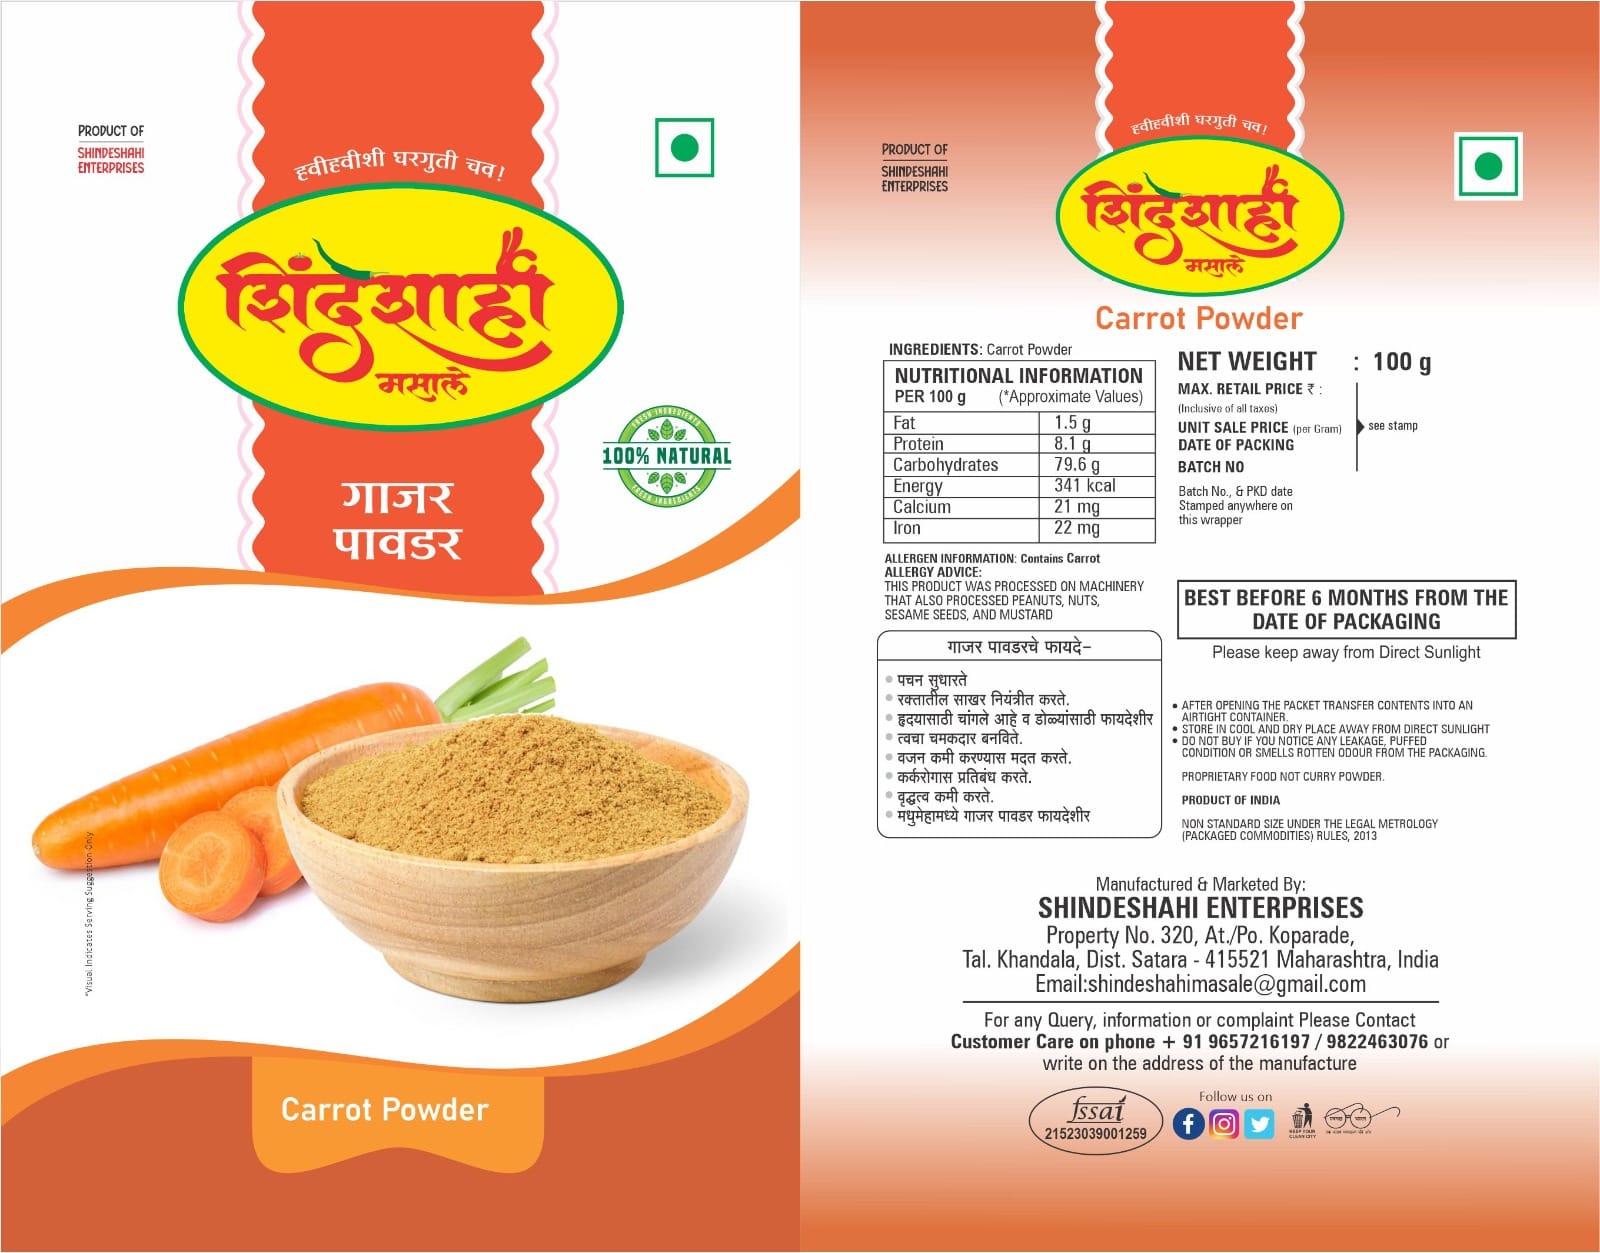 PRODUCT OF
SHINDESHAHI
ENTERPRISES
हवीहवीशी घरगुती चव!
शिंदेशाही
मसाले
FRESH INGREDIENTS
100% NATURAL
FRESH INGREDIENTS
गाजर
पावडर
*Visual Indicates Serving Suggestion Only
Carrot Powder
PRODUCT OF
SHINDESHAHI
ENTERPRISES
हवीहवीशी घरगुती चव!
शिंदेशाही
मसाले
Carrot Powder
INGREDIENTS: Carrot Powder
NUTRITIONAL INFORMATION
PER 100 g (*Approximate Values)
Fat 1.5 g
Protein 8.1 g
Carbohydrates 79.6 g
Energy 341 kcal
Calcium 21 mg
Iron 22 mg
ALLERGEN INFORMATION: Contains Carrot
ALLERGY ADVICE:
THIS PRODUCT WAS PROCESSED ON MACHINERY
THAT ALSO PROCESSED PEANUTS, NUTS,
SESAME SEEDS, AND MUSTARD
गाजर पावडरचे फायदे-
पचन सुधारते
रक्तातील साखर नियंत्रीत करते.
हृदयासाठी चांगले आहे व डोळ्यांसाठी फायदेशीर
त्वचा चमकदार बनविते.
वजन कमी करण्यास मदत करते.
कर्करोगास प्रतिबंध करते.
वृद्धत्व कमी करते.
मधुमेहामध्ये गाजर पावडर फायदेशीर
NET WEIGHT : 100 g
MAX. RETAIL PRICE ₹ :
(Inclusive of all taxes)
UNIT SALE PRICE (per Gram)
see stamp
DATE OF PACKING
BATCH NO
Batch No., & PKD date
Stamped anywhere on
this wrapper
BEST BEFORE 6 MONTHS FROM THE
DATE OF PACKAGING
Please keep away from Direct Sunlight
• AFTER OPENING THE PACKET TRANSFER CONTENTS INTO AN
AIRTIGHT CONTAINER.
• STORE IN COOL AND DRY PLACE AWAY FROM DIRECT SUNLIGHT
• DO NOT BUY IF YOU NOTICE ANY LEAKAGE, PUFFED
CONDITION OR SMELLS ROTTEN ODOUR FROM THE PACKAGING.
PROPRIETARY FOOD NOT CURRY POWDER.
PRODUCT OF INDIA
NON STANDARD SIZE UNDER THE LEGAL METROLOGY
(PACKAGED COMMODITIES) RULES, 2013
Manufactured & Marketed By:
SHINDESHAHI ENTERPRISES
Property No. 320, At./Po. Koparade,
Tal. Khandala, Dist. Satara - 415521 Maharashtra, India
Email:shindeshahimasale@gmail.com
For any Query, information or complaint Please Contact
Customer Care on phone + 91 9657216197 / 9822463076 or
write on the address of the manufacture
fssai
21523039001259
Follow us on
KEEP YOUR
CLEAN CITY